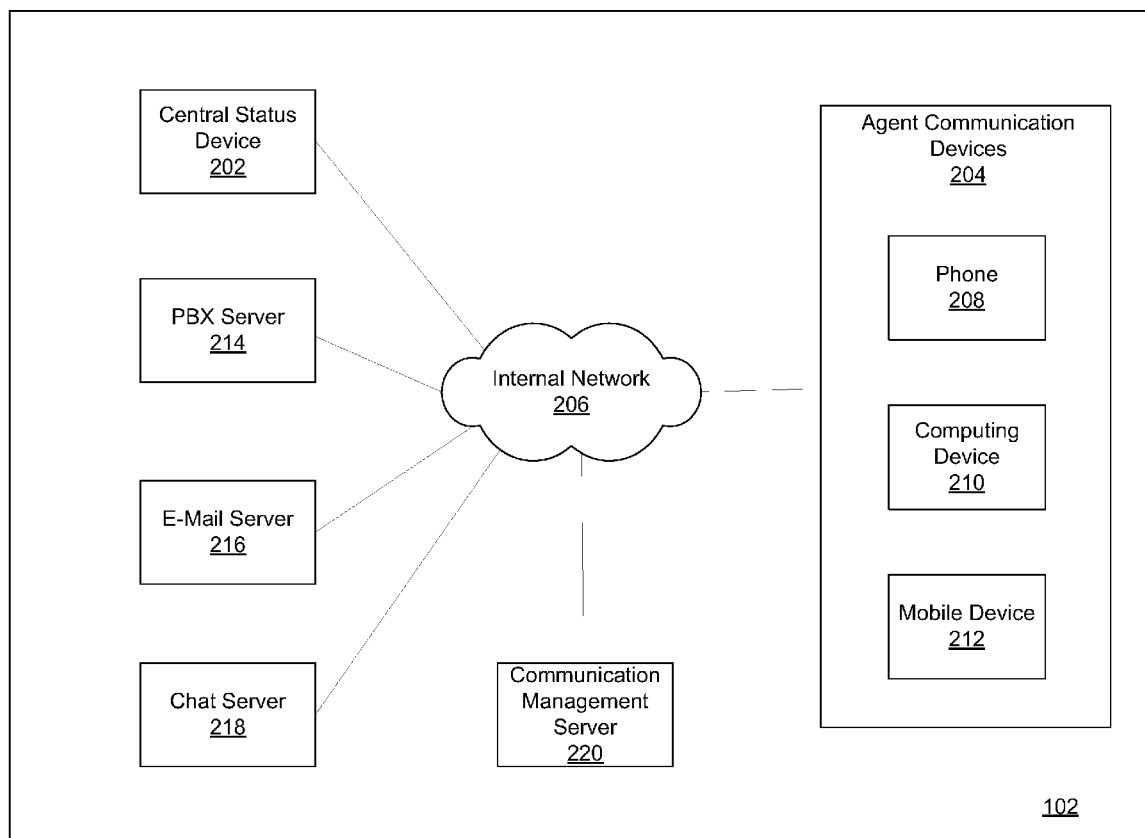 Central Status
Device
202
PBX Server
214
E-Mail Server
216
Chat Server
218
Internal Network
206
Communication
Management
Server
220
Agent Communication
Devices
204
Phone
208
Computing
Device
210
Mobile Device
212
102